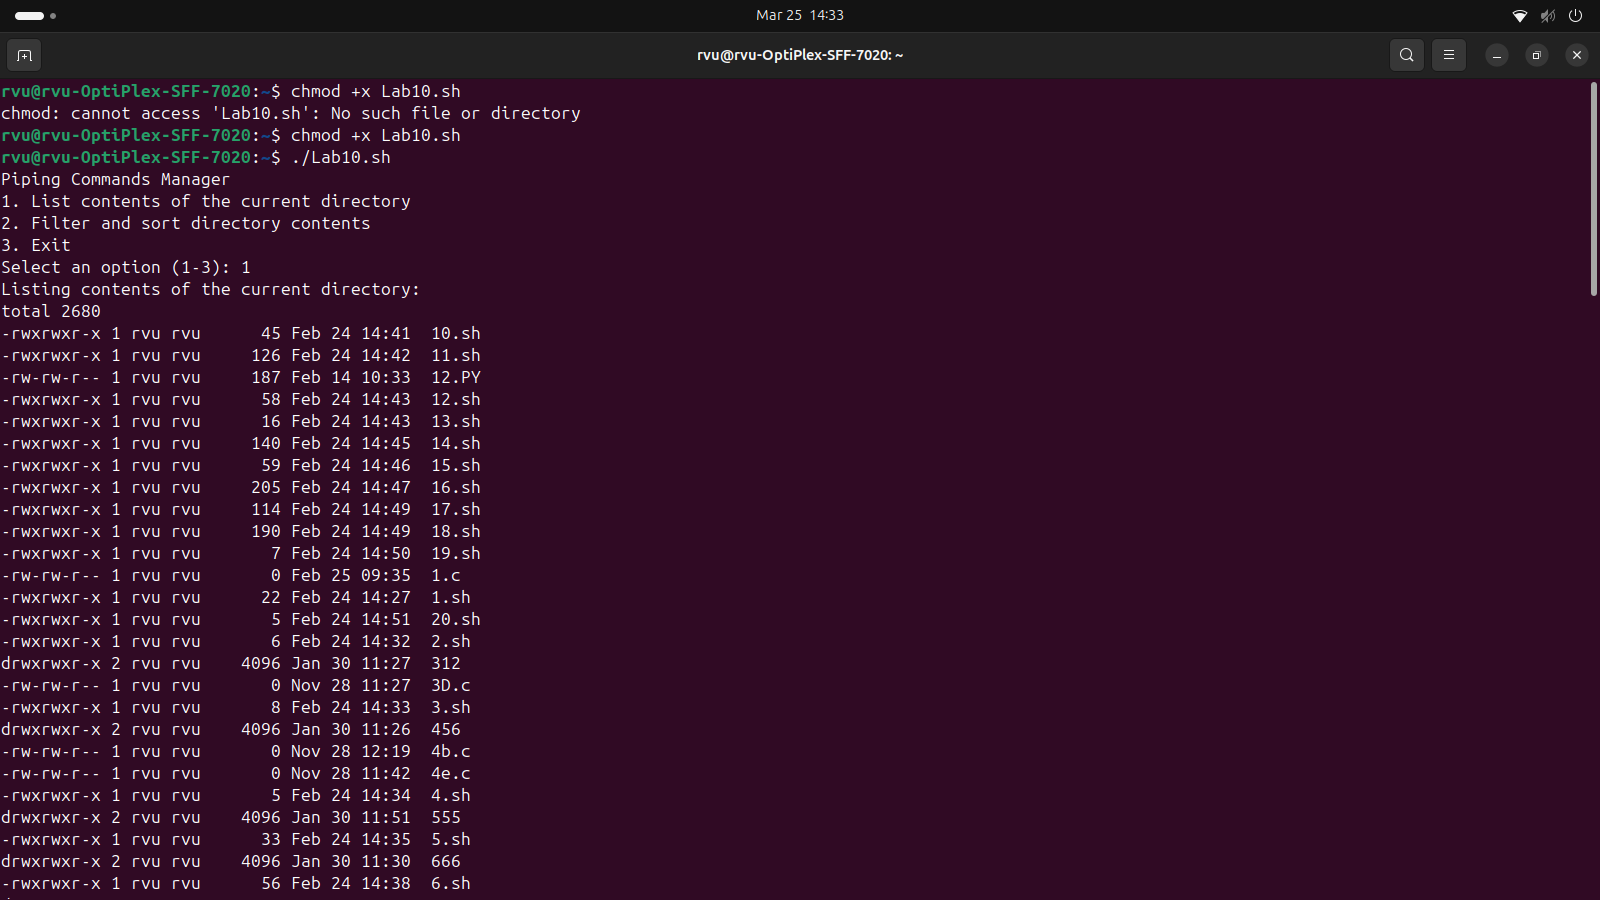 Mar 25 14:33
rvu@rvu-OptiPlex-SFF-7020: ~
rvu@rvu-OptiPlex-SFF-7020:~$ chmod +x Lab10.sh
chmod: cannot access 'Lab10.sh': No such file or directory
rvu@rvu-OptiPlex-SFF-7020:~$ chmod +x Lab10.sh
rvu@rvu-OptiPlex-SFF-7020:~$ ./Lab10.sh
Piping Commands Manager
1. List contents of the current directory
2. Filter and sort directory contents
3. Exit
Select an option (1-3): 1
Listing contents of the current directory:
total 2680
-rwxrwxr-x 1 rvu rvu      45 Feb 24 14:41  10.sh
-rwxrwxr-x 1 rvu rvu     126 Feb 24 14:42  11.sh
-rw-rw-r-- 1 rvu rvu     187 Feb 14 10:33  12.PY
-rwxrwxr-x 1 rvu rvu      58 Feb 24 14:43  12.sh
-rwxrwxr-x 1 rvu rvu      16 Feb 24 14:43  13.sh
-rwxrwxr-x 1 rvu rvu     140 Feb 24 14:45  14.sh
-rwxrwxr-x 1 rvu rvu      59 Feb 24 14:46  15.sh
-rwxrwxr-x 1 rvu rvu     205 Feb 24 14:47  16.sh
-rwxrwxr-x 1 rvu rvu     114 Feb 24 14:49  17.sh
-rwxrwxr-x 1 rvu rvu     190 Feb 24 14:49  18.sh
-rwxrwxr-x 1 rvu rvu       7 Feb 24 14:50  19.sh
-rw-rw-r-- 1 rvu rvu       0 Feb 25 09:35  1.c
-rwxrwxr-x 1 rvu rvu      22 Feb 24 14:27  1.sh
-rwxrwxr-x 1 rvu rvu       5 Feb 24 14:51  20.sh
-rwxrwxr-x 1 rvu rvu       6 Feb 24 14:32  2.sh
drwxrwxr-x 2 rvu rvu    4096 Jan 30 11:27  312
-rw-rw-r-- 1 rvu rvu       0 Nov 28 11:27  3D.c
-rwxrwxr-x 1 rvu rvu       8 Feb 24 14:33  3.sh
drwxrwxr-x 2 rvu rvu    4096 Jan 30 11:26  456
-rw-rw-r-- 1 rvu rvu       0 Nov 28 12:19  4b.c
-rw-rw-r-- 1 rvu rvu       0 Nov 28 11:42  4e.c
-rwxrwxr-x 1 rvu rvu       5 Feb 24 14:34  4.sh
drwxrwxr-x 2 rvu rvu    4096 Jan 30 11:51  555
-rwxrwxr-x 1 rvu rvu      33 Feb 24 14:35  5.sh
drwxrwxr-x 2 rvu rvu    4096 Jan 30 11:30  666
-rwxrwxr-x 1 rvu rvu      56 Feb 24 14:38  6.sh